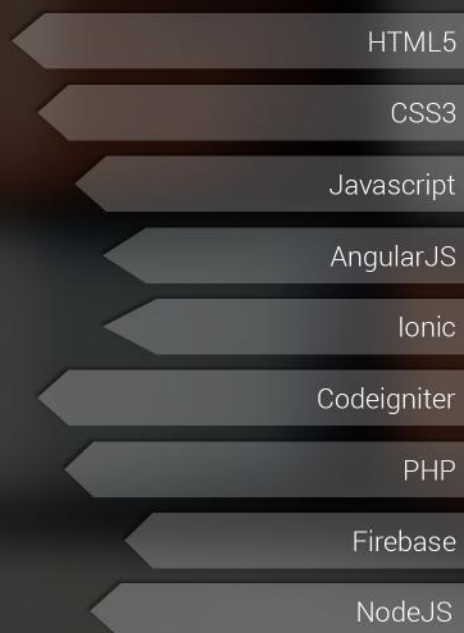 HTML5
CSS3
Javascript
AngularJS
Ionic
Codeigniter
PHP
Firebase
NodeJS